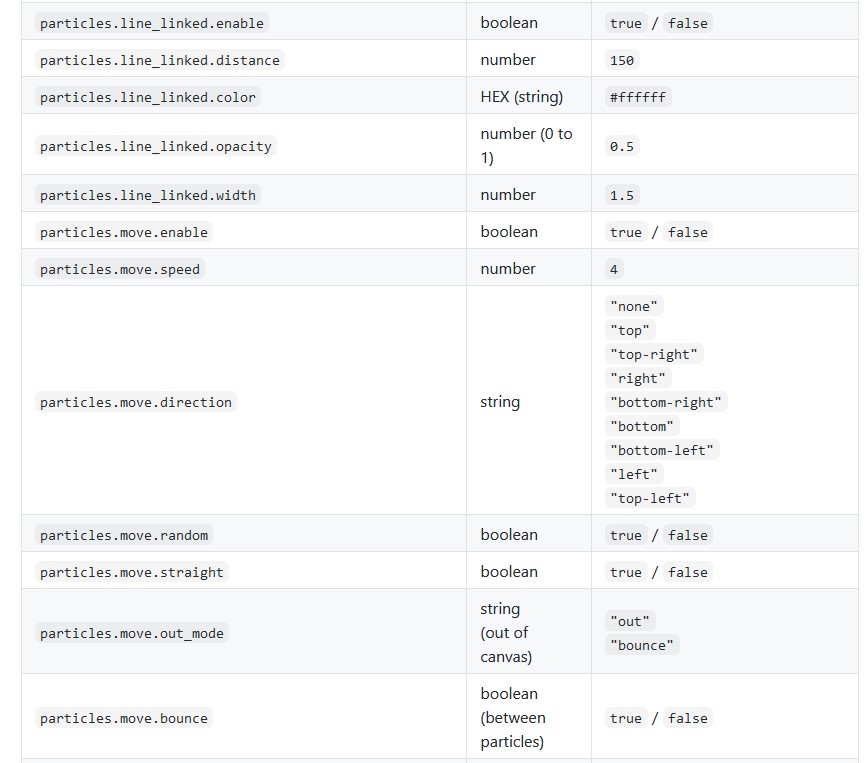 particles.line_linked.enable boolean true / false
particles.line_linked.distance number 150
particles.line_linked.color HEX (string) #ffffff
particles.line_linked.opacity number (0 to 1) 0.5
particles.line_linked.width number 1.5
particles.move.enable boolean true / false
particles.move.speed number 4
particles.move.direction string
"none"
"top"
"top-right"
"right"
"bottom-right"
"bottom"
"bottom-left"
"left"
"top-left"
particles.move.random boolean true / false
particles.move.straight boolean true / false
particles.move.out_mode
string
(out of
canvas)
"out"
"bounce"
particles.move.bounce
boolean
(between
particles)
true / false